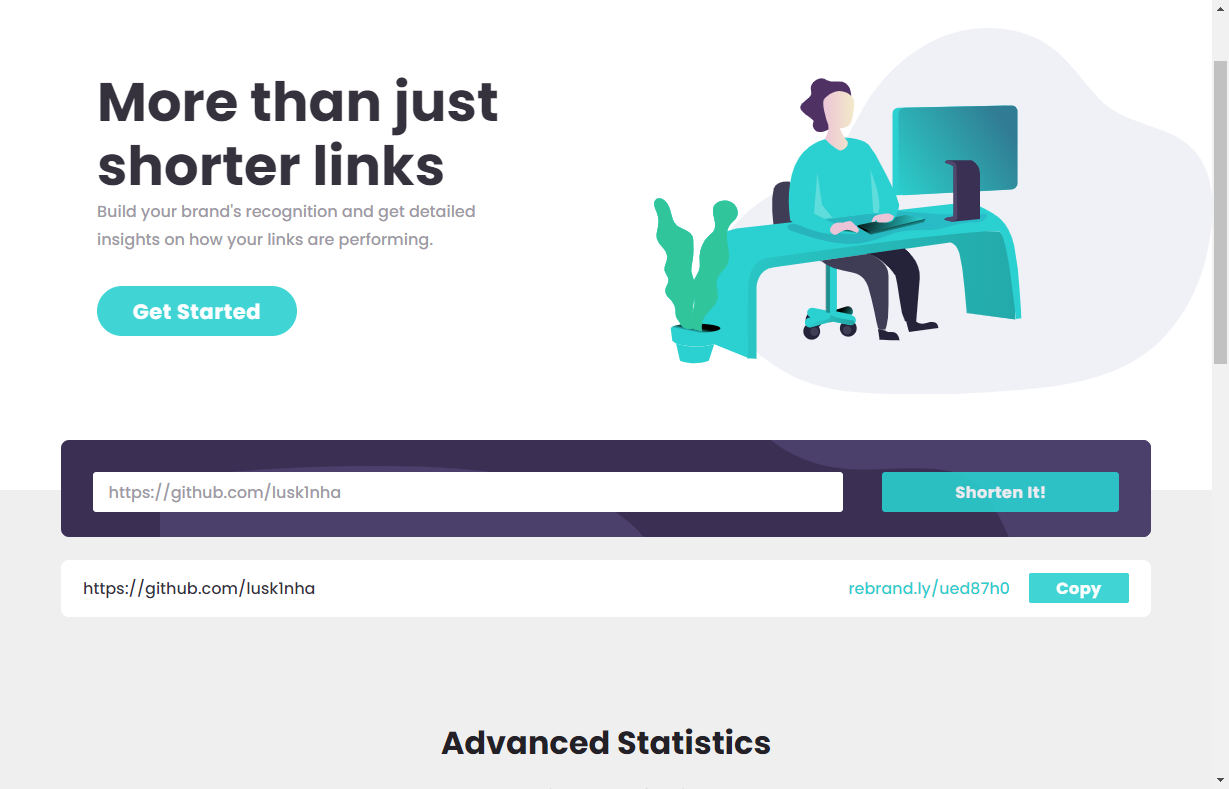 More than just
shorter links
Build your brand's recognition and get detailed
insights on how your links are performing.
Get Started
https://github.com/lusk1nha
Shorten It!
https://github.com/lusk1nha
rebrand.ly/ued87h0
Copy
Advanced Statistics